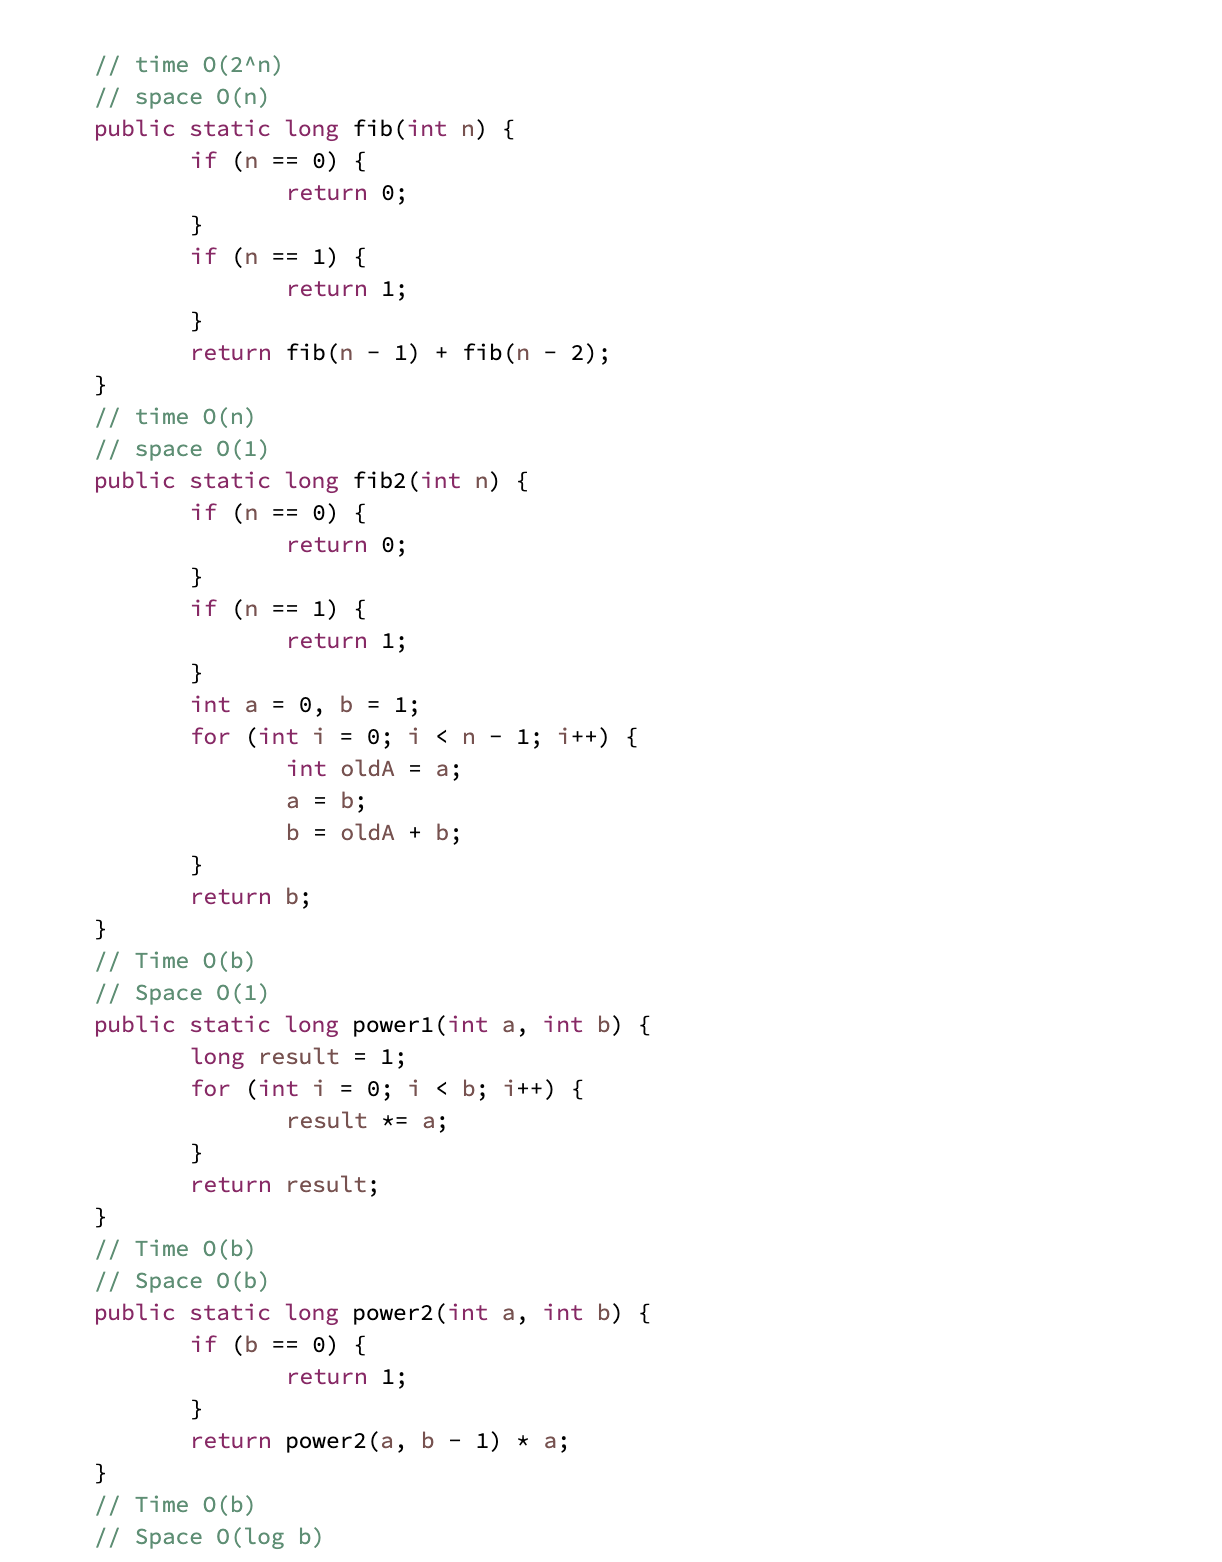 // time O(2^n)
// space O(n)
public static long fib(int n) {
if (n == 0) {
return 0;
}
if (n == 1) {
return 1;
}
return fib(n - 1) + fib(n - 2);
}
// time O(n)
// space O(1)
public static long fib2(int n) {
if (n == 0) {
return 0;
}
if (n == 1) {
return 1;
}
int a = 0, b = 1;
for (int i = 0; i < n - 1; i++) {
int oldA = a;
a = b;
b = oldA + b;
}
return b;
}
// Time O(b)
// Space O(1)
public static long power1(int a, int b) {
long result = 1;
for (int i = 0; i < b; i++) {
result *= a;
}
return result;
}
// Time O(b)
// Space O(b)
public static long power2(int a, int b) {
if (b == 0) {
return 1;
}
return power2(a, b - 1) * a;
}
// Time O(b)
// Space O(log b)